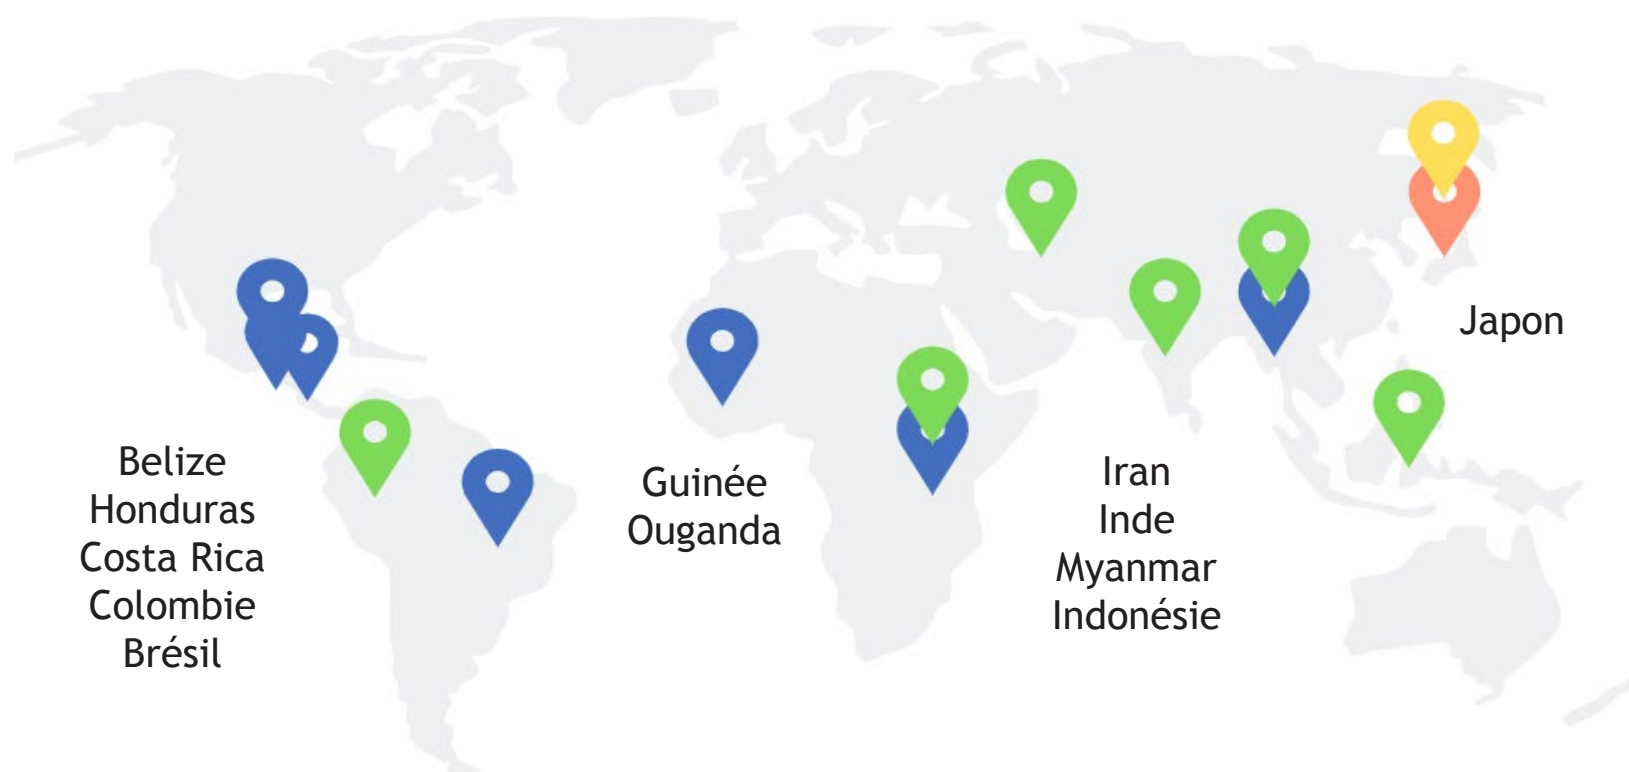 Belize
Honduras
Costa Rica
Colombie
Brésil
Guinée
Ouganda
Iran
Inde
Myanmar
Indonésie
Japon